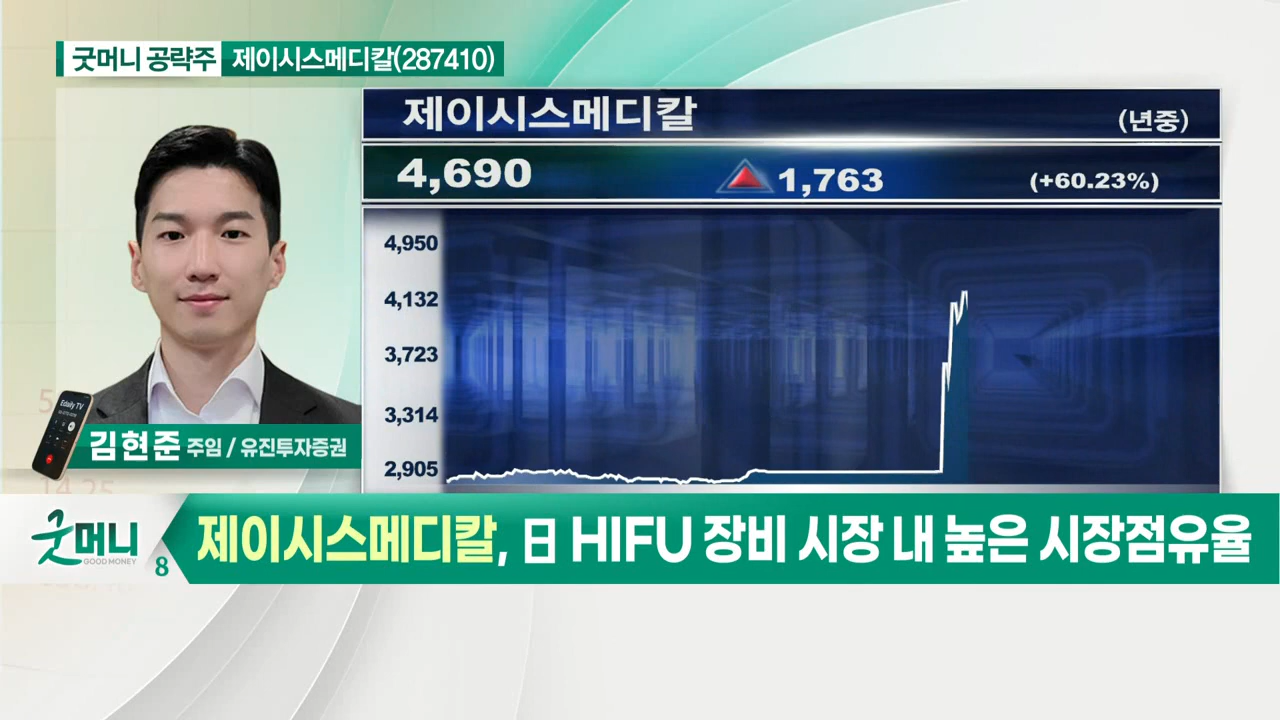 굿머니 공략주 제이시스메디칼(287410)
제이시스메디칼 (년중)
4,690 ▲ 1,763 (+60.23%)
4,950
4,132
3,723
3,314
2,905
Edaily TV
김현준 주임 / 유진투자증권
14.25
굿머니
GOOD MONEY
8
제이시스메디칼, 日 HIFU 장비 시장 내 높은 시장점유율